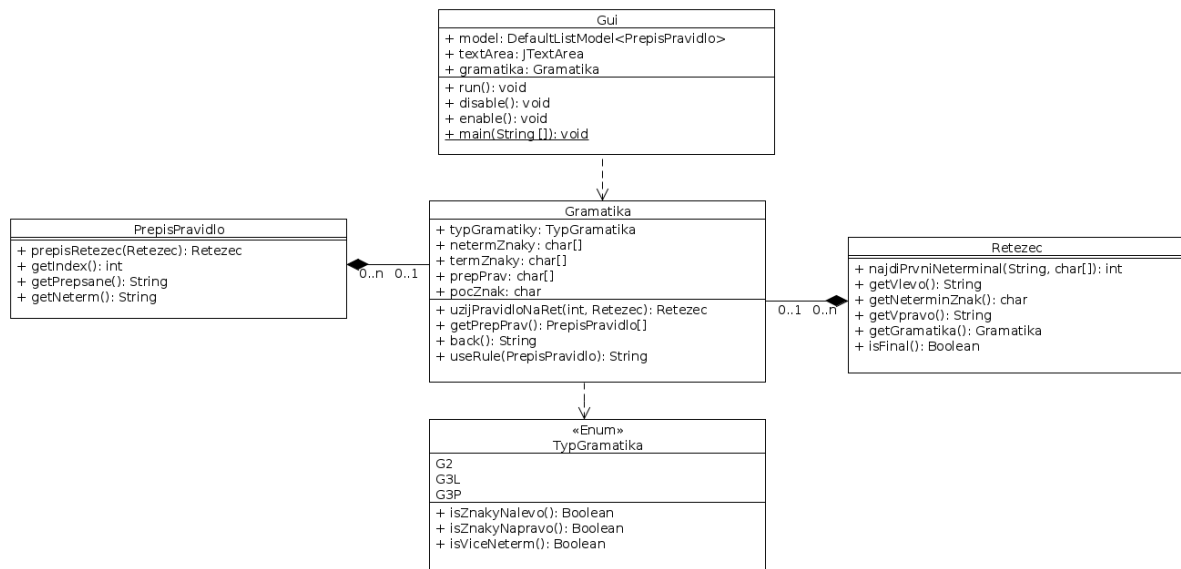 Gui
+ model: DefaultListModel<PrepisPravidlo>
+ textArea: JTextArea
+ gramatika: Gramatika
+ run(): void
+ disable(): void
+ enable(): void
+ main(String []): void
PrepisPravidlo
+ prepisRetezec(Retezec): Retezec
+ getIndex(): int
+ getPrepsane(): String
+ getNeterm(): String
0..n 0..1
Gramatika
+ typGramatiky: TypGramatika
+ netermZnaky: char[]
+ termZnaky: char[]
+ prepPrav: char[]
+ pocZnak: char
+ uzijPravidloNaRet(int, Retezec): Retezec
+ getPrepPrav(): PrepisPravidlo[]
+ back(): String
+ useRule(PrepisPravidlo): String
0..1 0..n
Retezec
+ najdiPrvniNeterminal(String, char[]): int
+ getVlevo(): String
+ getNeterminZnak(): char
+ getVpravo(): String
+ getGramatika(): Gramatika
+ isFinal(): Boolean
«Enum»
TypGramatika
G2
G3L
G3P
+ isZnakyNalevo(): Boolean
+ isZnakyNapravo(): Boolean
+ isViceNeterm(): Boolean